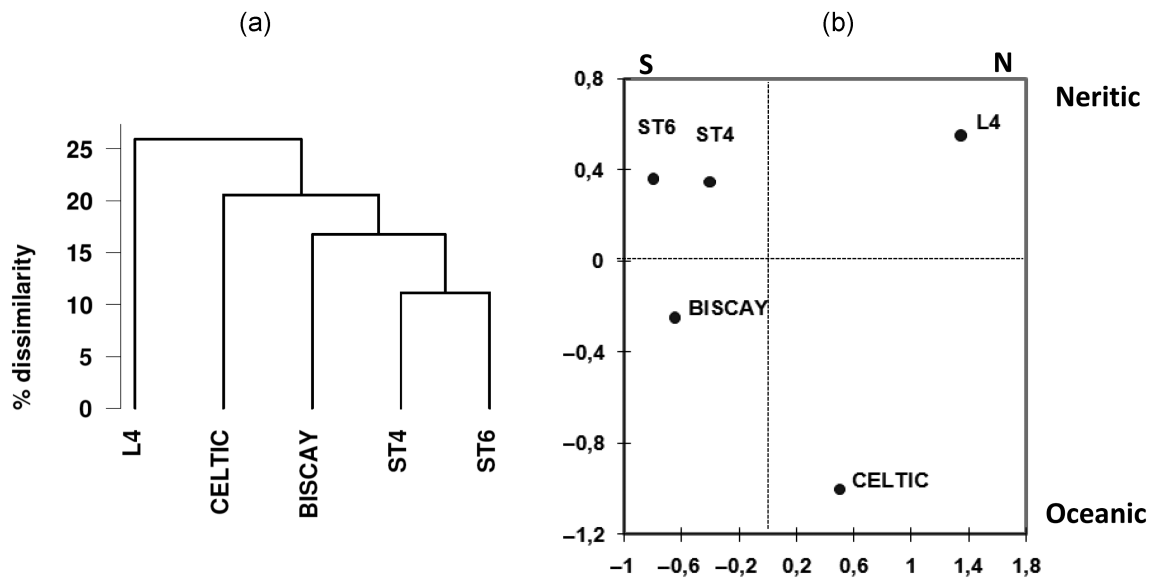 (a)
% dissimilarity
25
20
15
10
5
0
L4
CELTIC
BISCAY
ST4
ST6
(b)
S
N
0,8
0,4
0
−0,4
−0,8
−1,2
ST6
ST4
L4
BISCAY
CELTIC
Neritic
Oceanic
−1
−0,6
−0,2
0,2
0,6
1
1,4
1,8